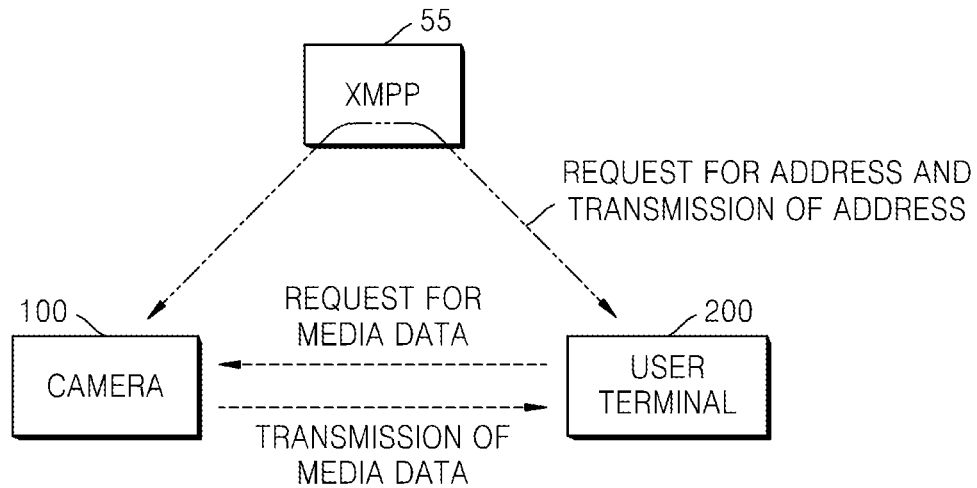 55
XMPP
REQUEST FOR ADDRESS AND
TRANSMISSION OF ADDRESS
100
REQUEST FOR
MEDIA DATA
200
CAMERA
USER
TERMINAL
TRANSMISSION OF
MEDIA DATA